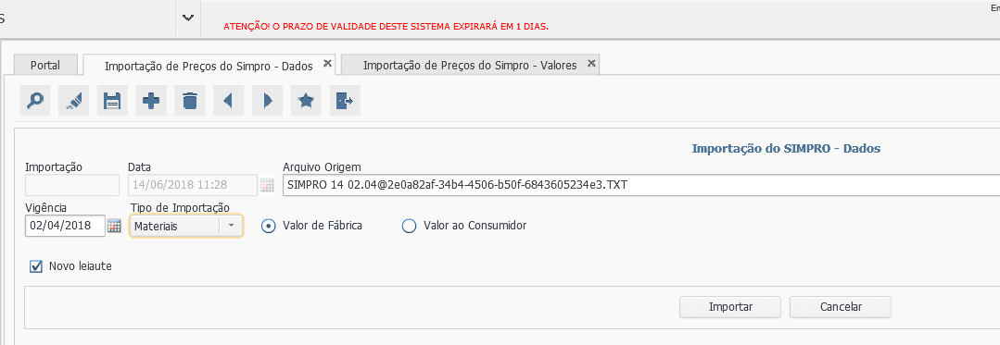 S
En
ATENÇÃO! O PRAZO DE VALIDADE DESTE SISTEMA EXPIRARÁ EM 1 DIAS.
Portal
Importação de Preços do Simpro - Dados
Importação de Preços do Simpro - Valores
Importação do SIMPRO - Dados
Importação Data Arquivo Origem
14/06/2018 11:28 SIMPRO 14 02.04@2e0a82af-34b4-4506-b50f-6843605234e3.TXT
Vigência Tipo de Importação
02/04/2018 Materiais Valor de Fábrica Valor ao Consumidor
Novo leiaute
Importar Cancelar